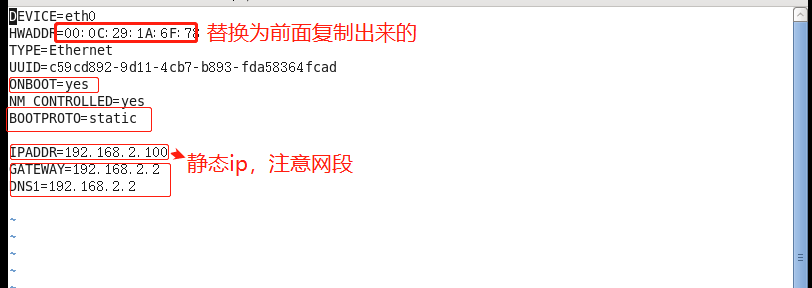 DEVICE=eth0
HWADDR=00:0C:29:1A:6F:78 替换为前面复制出来的
TYPE=Ethernet
UUID=c59cd892-9d11-4cb7-b893-fda58364fcad
ONBOOT=yes
NM_CONTROLLED=yes
BOOTPROTO=static
IPADDR=192.168.2.100
静态ip，注意网段
GATEWAY=192.168.2.2
DNS1=192.168.2.2
~
~
~
~
~